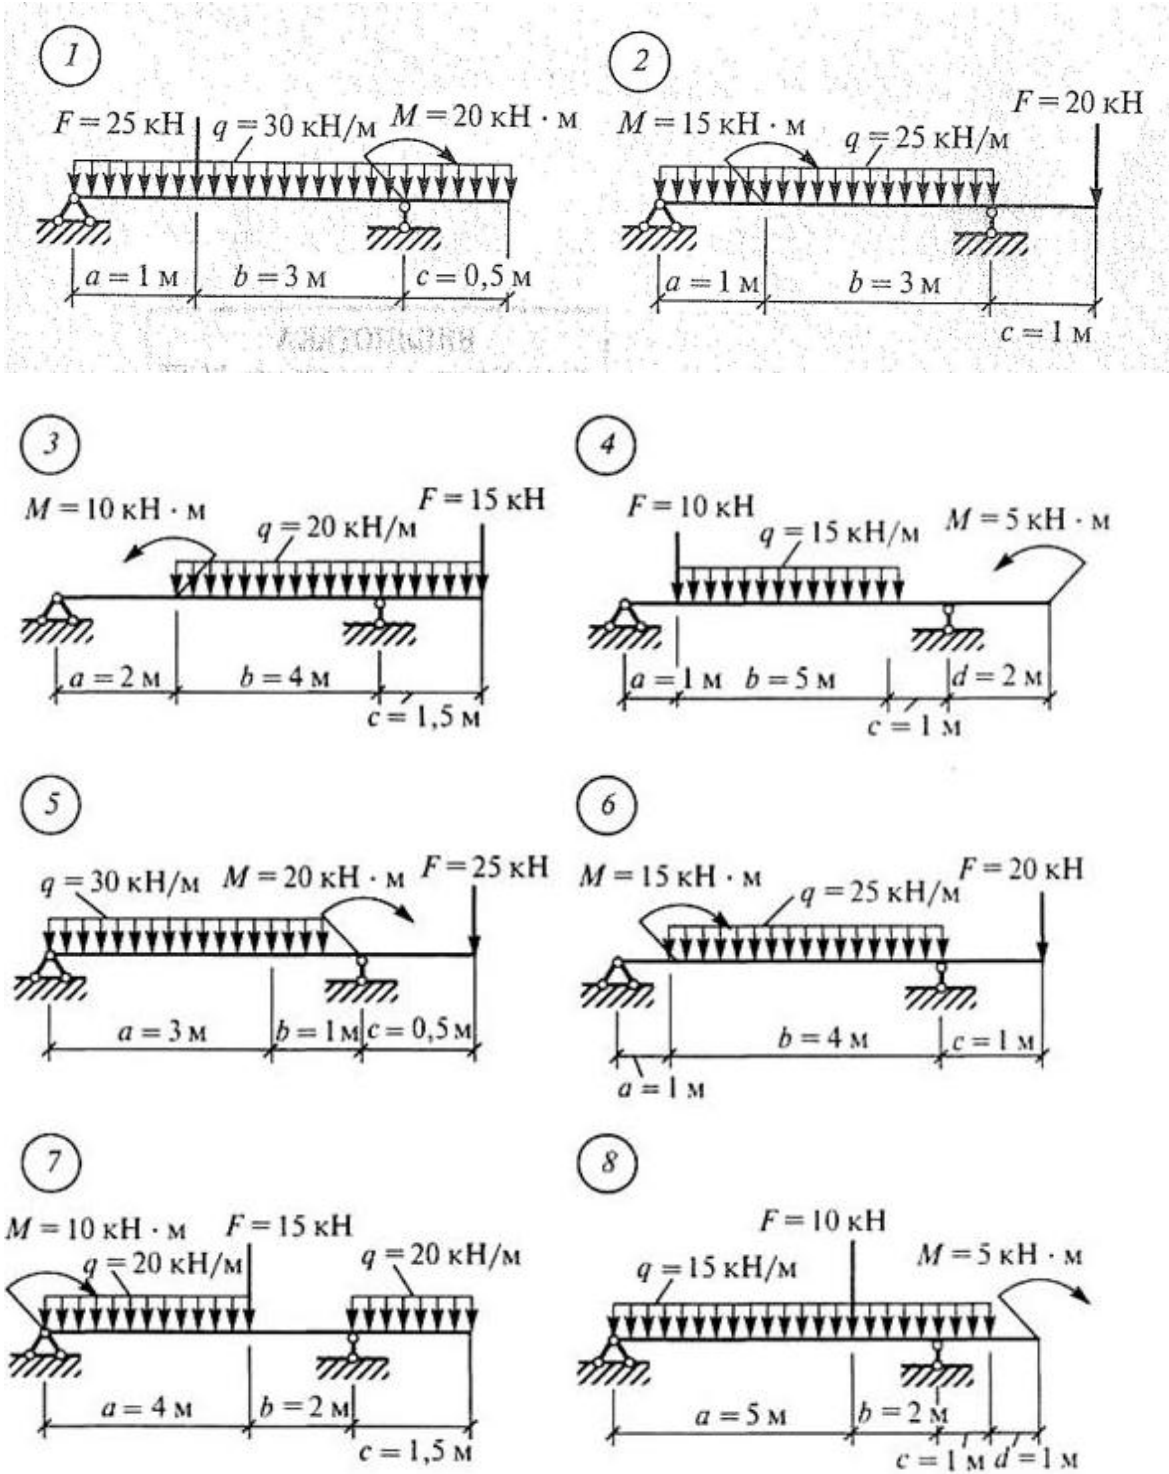 1
F = 25 кН
q = 30 кН/м
M = 20 кН · м
a = 1 м
b = 3 м
c = 0,5 м
2
M = 15 кН · м
q = 25 кН/м
F = 20 кН
a = 1 м
b = 3 м
c = 1 м
3
M = 10 кН · м
q = 20 кН/м
F = 15 кН
a = 2 м
b = 4 м
c = 1,5 м
4
F = 10 кН
q = 15 кН/м
M = 5 кН · м
a = 1 м
b = 5 м
d = 2 м
c = 1 м
5
q = 30 кН/м
M = 20 кН · м
F = 25 кН
a = 3 м
b = 1 м
c = 0,5 м
6
M = 15 кН · м
q = 25 кН/м
F = 20 кН
b = 4 м
c = 1 м
a = 1 м
7
M = 10 кН · м
F = 15 кН
q = 20 кН/м
q = 20 кН/м
a = 4 м
b = 2 м
c = 1,5 м
8
F = 10 кН
q = 15 кН/м
M = 5 кН · м
a = 5 м
b = 2 м
c = 1 м
d = 1 м